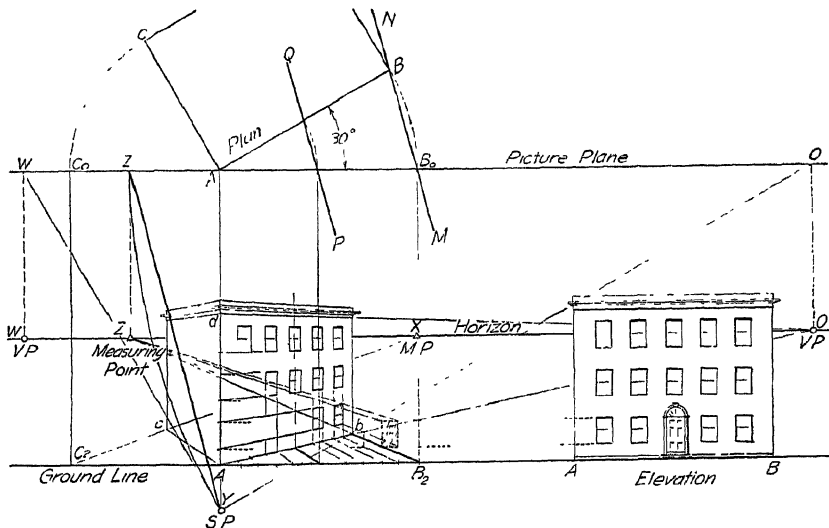 N
C
Q
B
Plan
30°
W
C₀
Z
A
B₀
Picture Plane
O
P
M
d
X
Horizon
W
VP
Z
Measuring
Point
MP
O
VP
c
b
C₂
Ground Line
A
B₂
A
Elevation
B
Y
SP